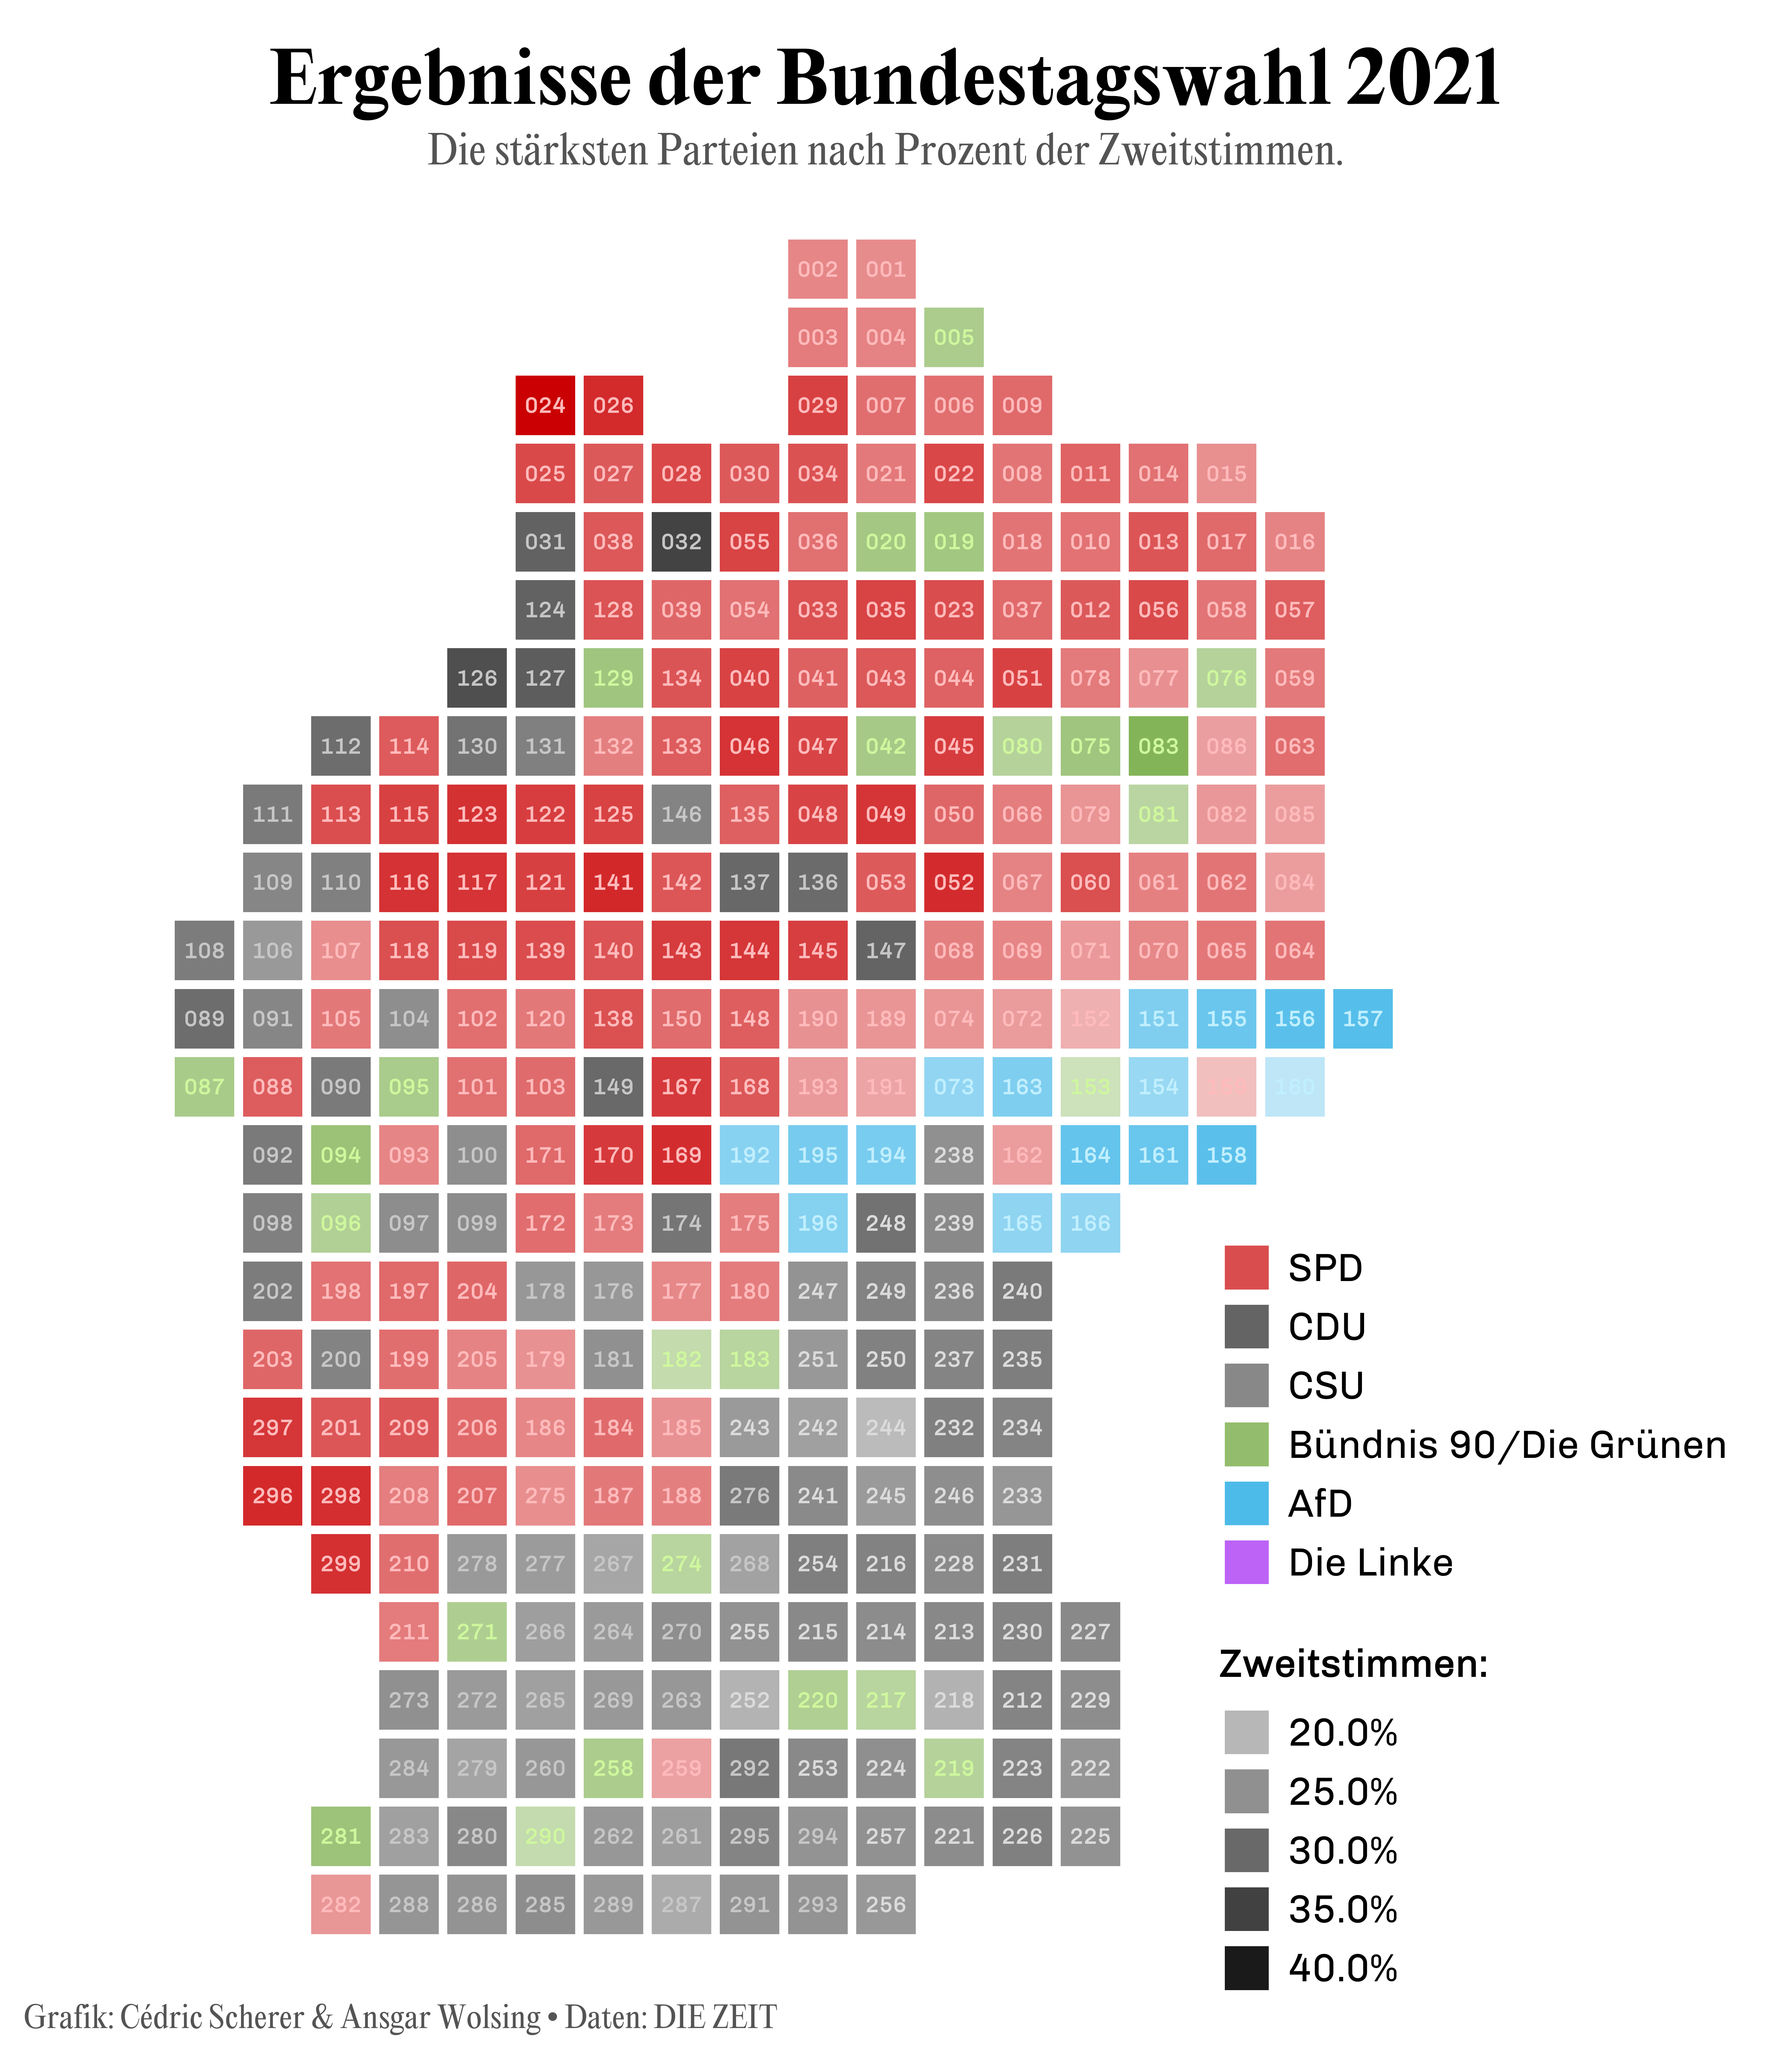 Ergebnisse der Bundestagswahl 2021
Die stärksten Parteien nach Prozent der Zweitstimmen.
002 001
003 004 005
024 026 029 007 006 009
025 027 028 030 034 021 022 008 011 014 015
031 038 032 055 036 020 019 018 010 013 017 016
124 128 039 054 033 035 023 037 012 056 058 057
126 127 129 134 040 041 043 044 051 078 077 076 059
112 114 130 131 132 133 046 047 042 045 080 075 083 086 063
111 113 115 123 122 125 146 135 048 049 050 066 079 081 082 085
109 110 116 117 121 141 142 137 136 053 052 067 060 061 062 084
108 106 107 118 119 139 140 143 144 145 147 068 069 071 070 065 064
089 091 105 104 102 120 138 150 148 190 189 074 072 152 151 155 156 157
087 088 090 095 101 103 149 167 168 193 191 073 163 153 154 160
092 094 093 100 171 170 169 192 195 194 238 162 164 161 158
098 096 097 099 172 173 174 175 196 248 239 165 166
202 198 197 204 178 176 177 180 247 249 236 240
203 200 199 205 179 181 182 183 251 250 237 235
297 201 209 206 186 184 185 243 242 244 232 234
296 298 208 207 275 187 188 276 241 245 246 233
299 210 278 277 267 274 268 254 216 228 231
211 271 266 264 270 255 215 214 213 230 227
273 272 265 269 263 252 220 217 218 212 229
284 279 260 258 259 292 253 224 219 223 222
281 283 280 290 262 261 295 294 257 221 226 225
282 288 286 285 289 287 291 293 256
SPD
CDU
CSU
Bündnis 90/Die Grünen
AfD
Die Linke
Zweitstimmen:
20.0%
25.0%
30.0%
35.0%
40.0%
Grafik: Cédric Scherer & Ansgar Wolsing • Daten: DIE ZEIT